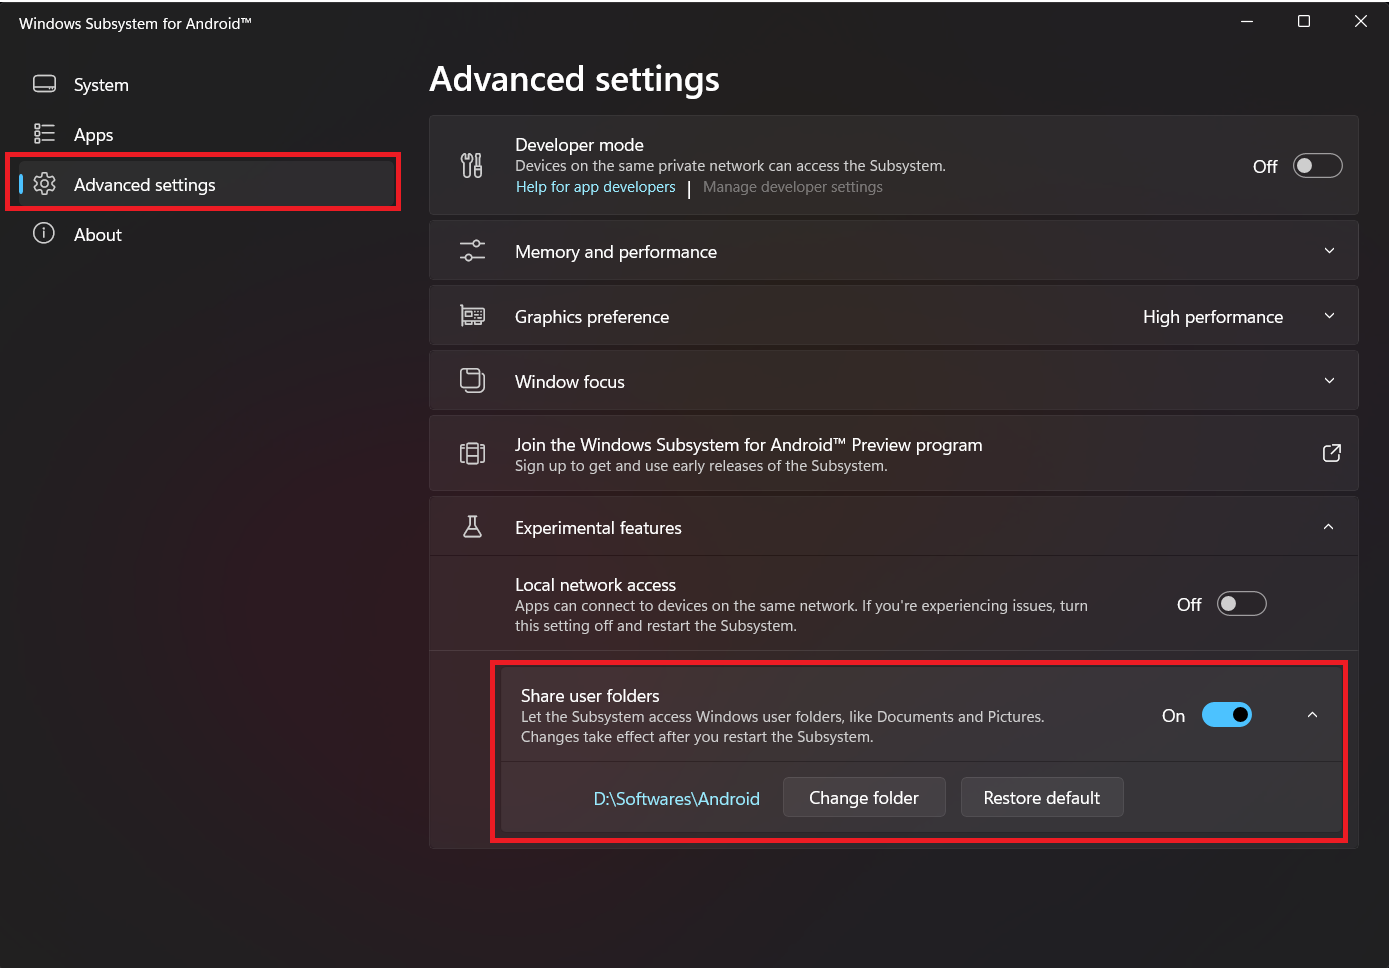 Windows Subsystem for Android™
System
Apps
Advanced settings
About
Advanced settings
Developer mode
Devices on the same private network can access the Subsystem.
Help for app developers | Manage developer settings
Off
Memory and performance
Graphics preference
High performance
Window focus
Join the Windows Subsystem for Android™ Preview program
Sign up to get and use early releases of the Subsystem.
Experimental features
Local network access
Apps can connect to devices on the same network. If you're experiencing issues, turn
this setting off and restart the Subsystem.
Off
Share user folders
Let the Subsystem access Windows user folders, like Documents and Pictures.
Changes take effect after you restart the Subsystem.
On
D:\Softwares\Android
Change folder
Restore default